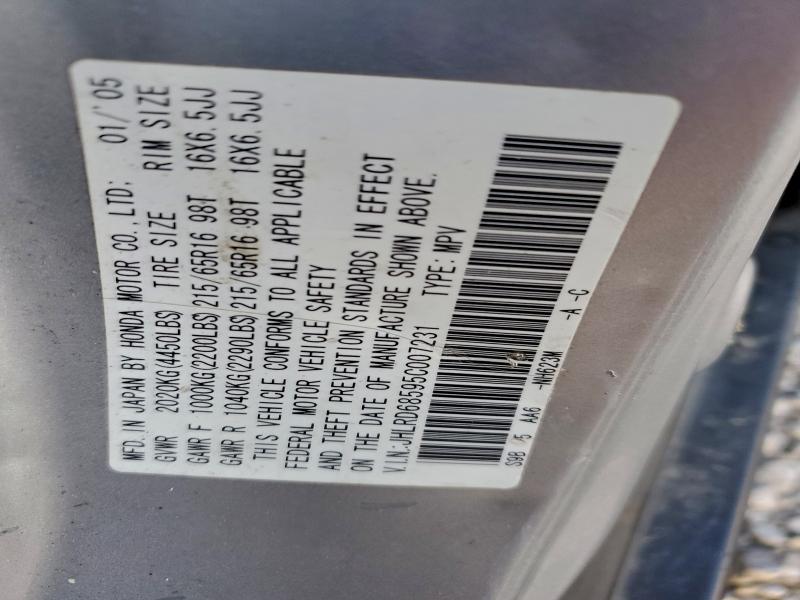 MFD. IN JAPAN BY HONDA MOTOR CO., LTD; 01/'05
GVWR 2020KG(4450LBS) TIRE SIZE RIM SIZE
GAWR F 1000KG(2200LBS) 215/65R16 98T 16X6.5JJ
GAWR R 1040KG(2290LBS) 215/65R16 98T 16X6.5JJ
THIS VEHICLE CONFORMS TO ALL APPLICABLE
FEDERAL MOTOR VEHICLE SAFETY
AND THEFT PREVENTION STANDARDS IN EFFECT
ON THE DATE OF MANUFACTURE SHOWN ABOVE.
V.I.N.:JHLRD68595C007231 TYPE: MPV
S9B 5 AA6 -NH623M -A -C